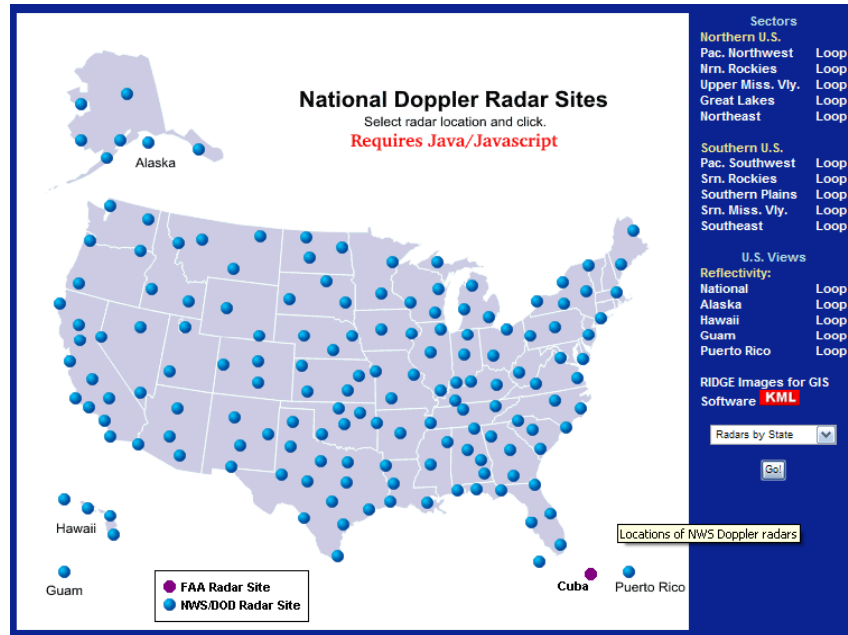 National Doppler Radar Sites
Select radar location and click.
Requires Java/Javascript
Alaska
Hawaii
Guam
FAA Radar Site
NWS/DOD Radar Site
Cuba
Puerto Rico
Locations of NWS Doppler radars
Sectors
Northern U.S.
Pac. Northwest Loop
Nrn. Rockies Loop
Upper Miss. Vly. Loop
Great Lakes Loop
Northeast Loop
Southern U.S.
Pac. Southwest Loop
Srn. Rockies Loop
Southern Plains Loop
Srn. Miss. Vly. Loop
Southeast Loop
U.S. Views
Reflectivity:
National Loop
Alaska Loop
Hawaii Loop
Guam Loop
Puerto Rico Loop
RIDGE Images for GIS
Software KML
Radars by State
Go!